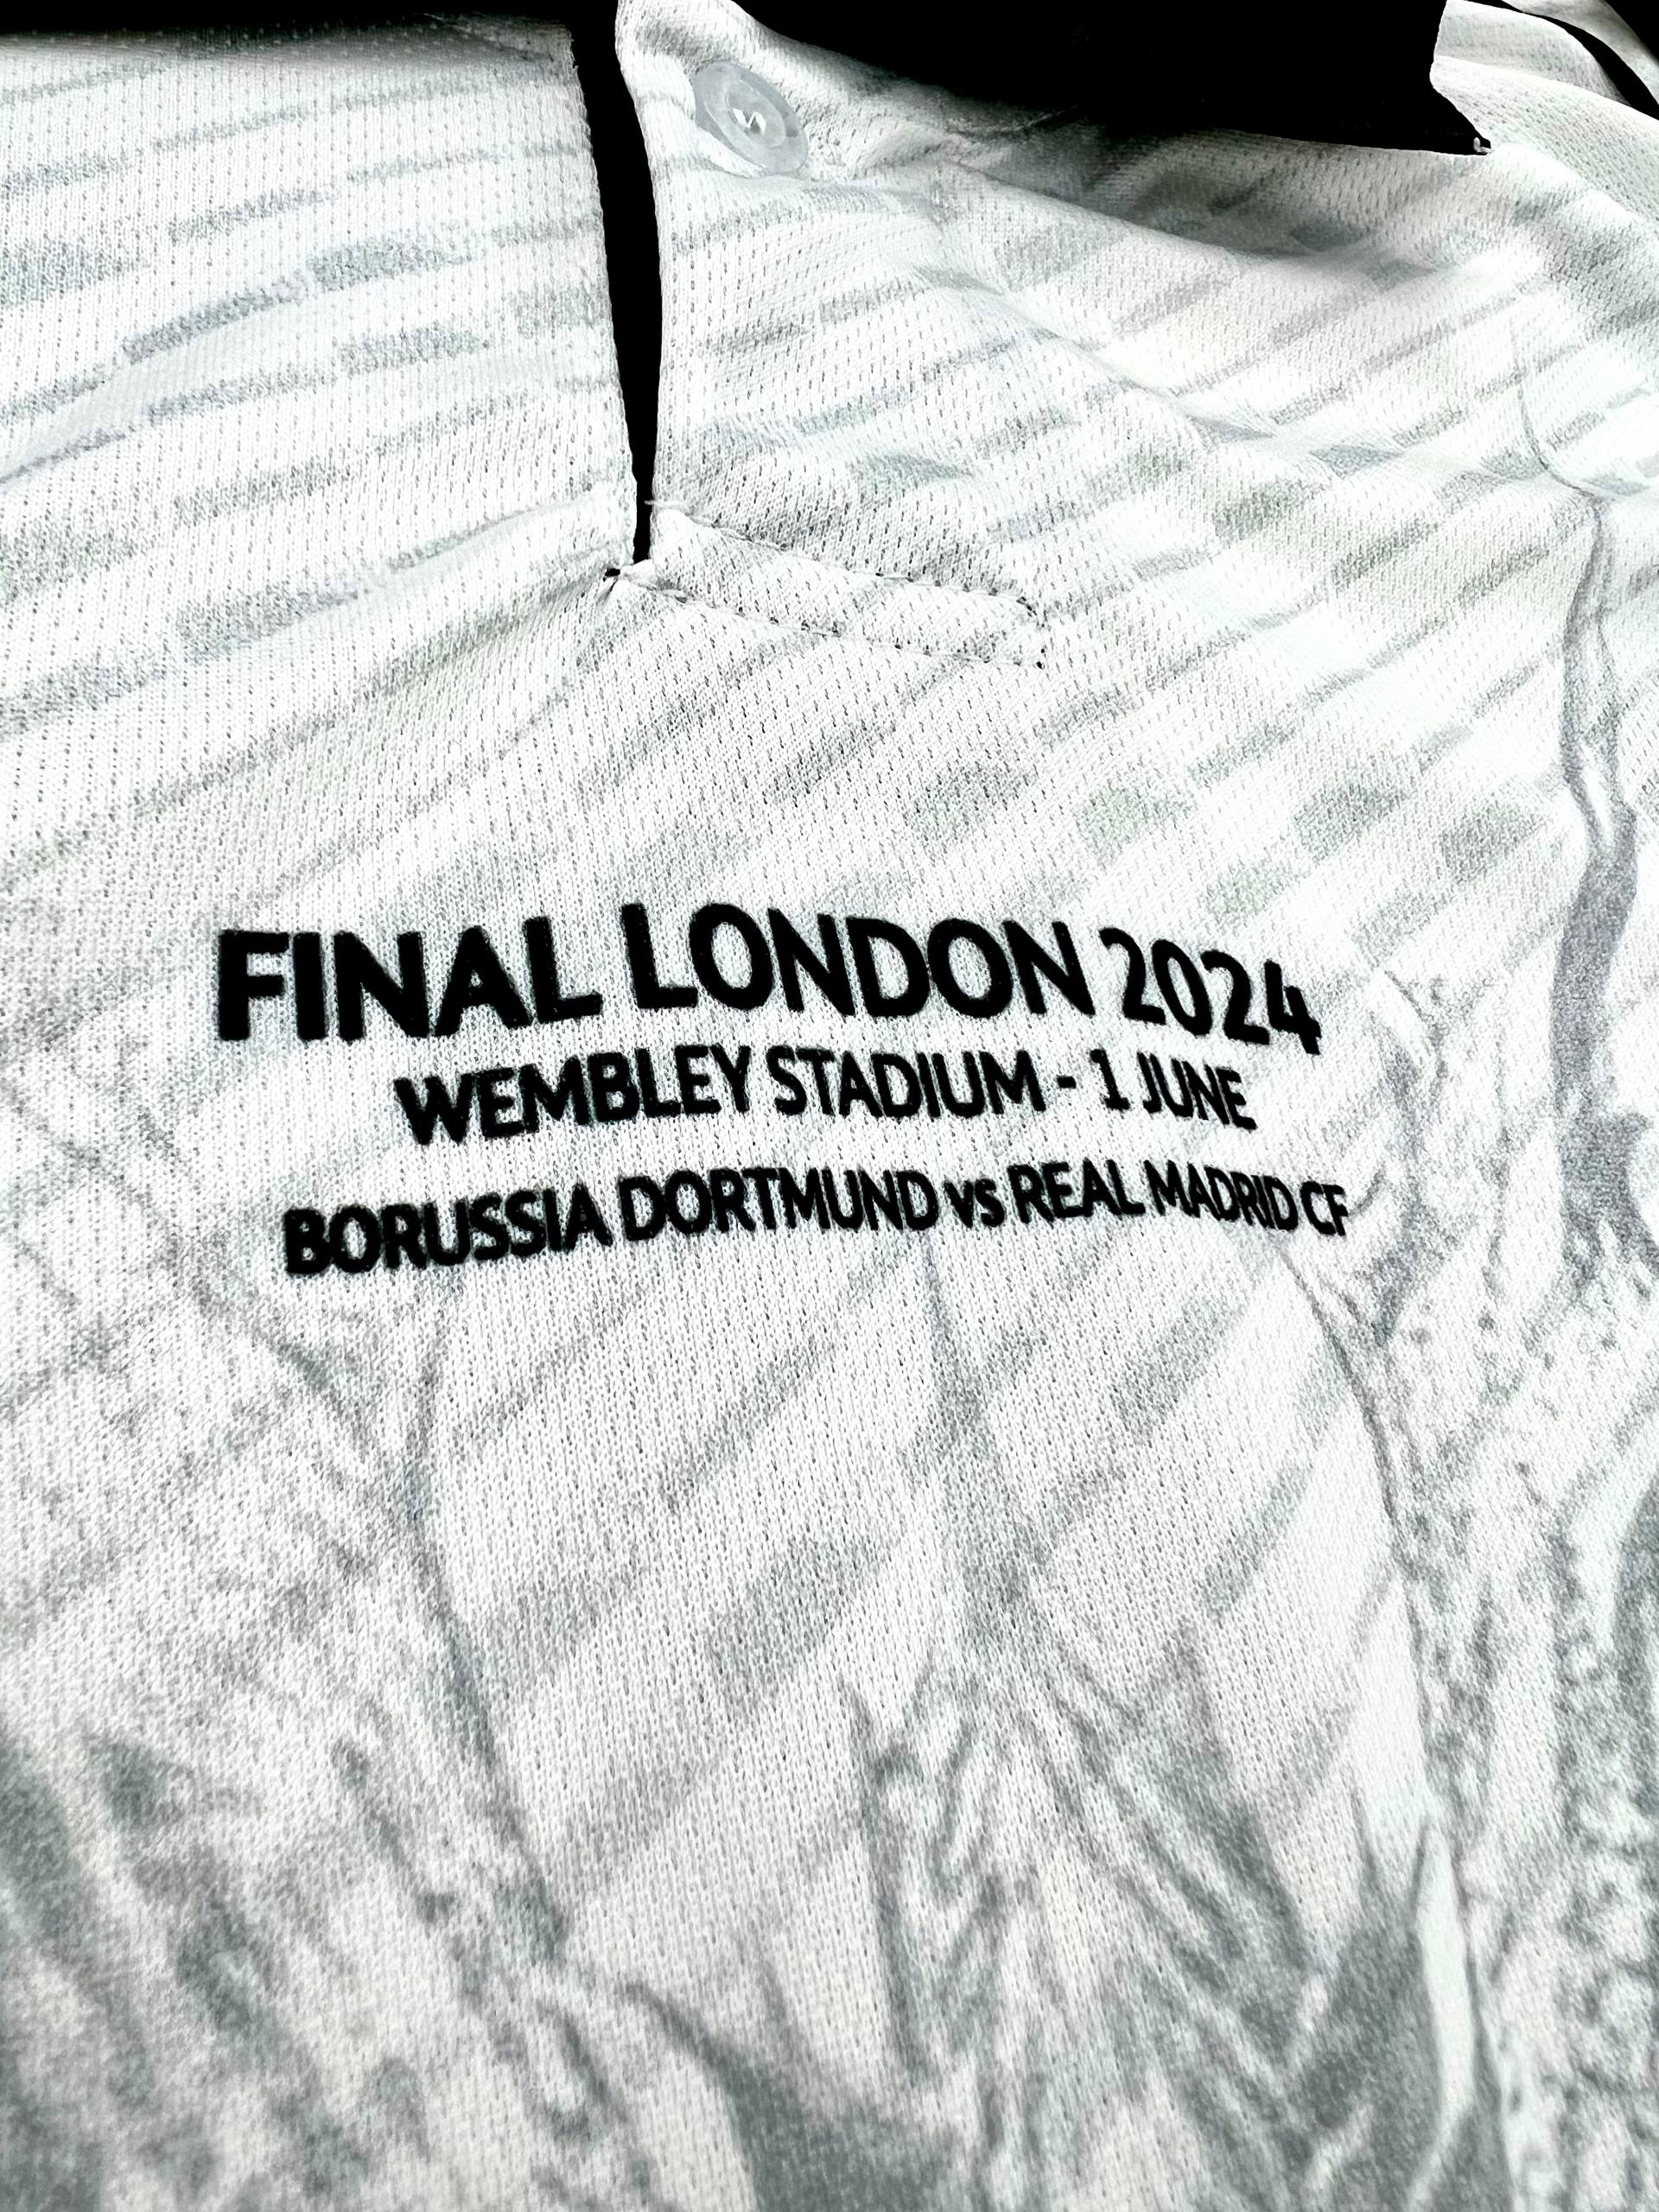 FINAL LONDON 2024
WEMBLEY STADIUM - 1 JUNE
BORUSSIA DORTMUND vs REAL MADRID CF